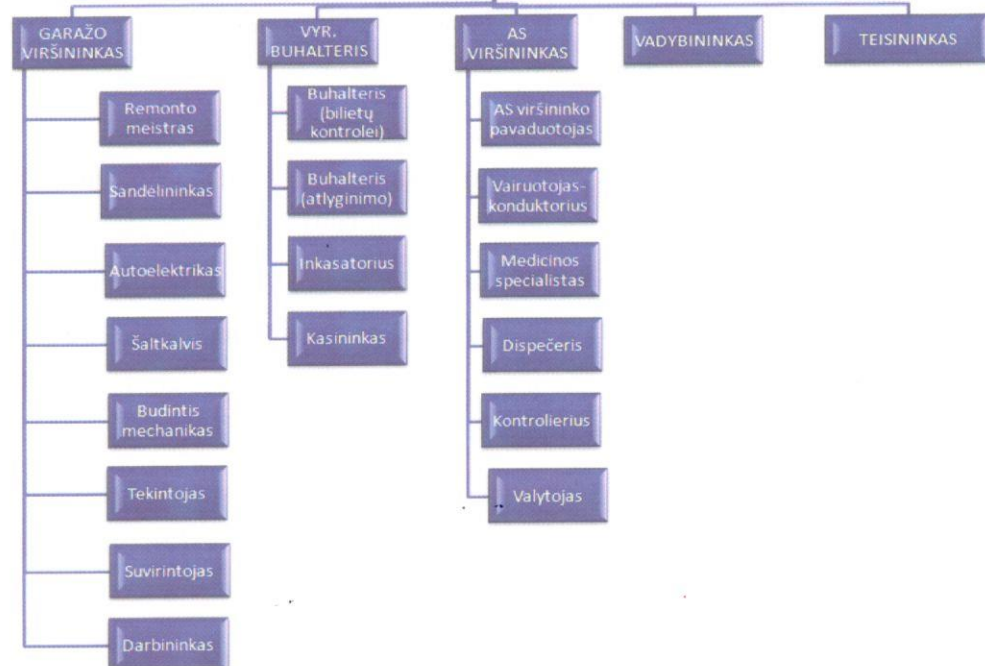 GARAŽO
VIRŠININKAS
Remonto
meistras
Sandėlininkas
Autoelektrikas
Šaltkalvis
Budintis
mechanikas
Tekintojas
Suvirintojas
Darbininkas
VYR.
BUHALTERIS
Buhalteris
(bilietų
kontrolei)
Buhalteris
(atlyginimo)
Inkasatorius
Kasininkas
AS
VIRŠININKAS
AS viršininko
pavaduotojas
Vairuotojas-
konduktorius
Medicinos
specialistas
Dispečeris
Kontrolierius
Valytojas
VADYBININKAS
TEISININKAS